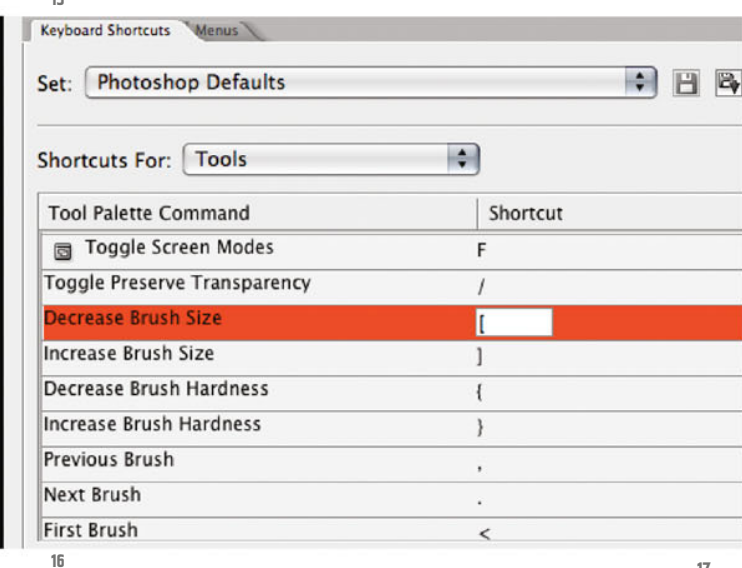 15
Keyboard Shortcuts Menus
Set: Photoshop Defaults
Shortcuts For: Tools
Tool Palette Command Shortcut
Toggle Screen Modes F
Toggle Preserve Transparency /
Decrease Brush Size [
Increase Brush Size ]
Decrease Brush Hardness {
Increase Brush Hardness }
Previous Brush ,
Next Brush .
First Brush <
16 17